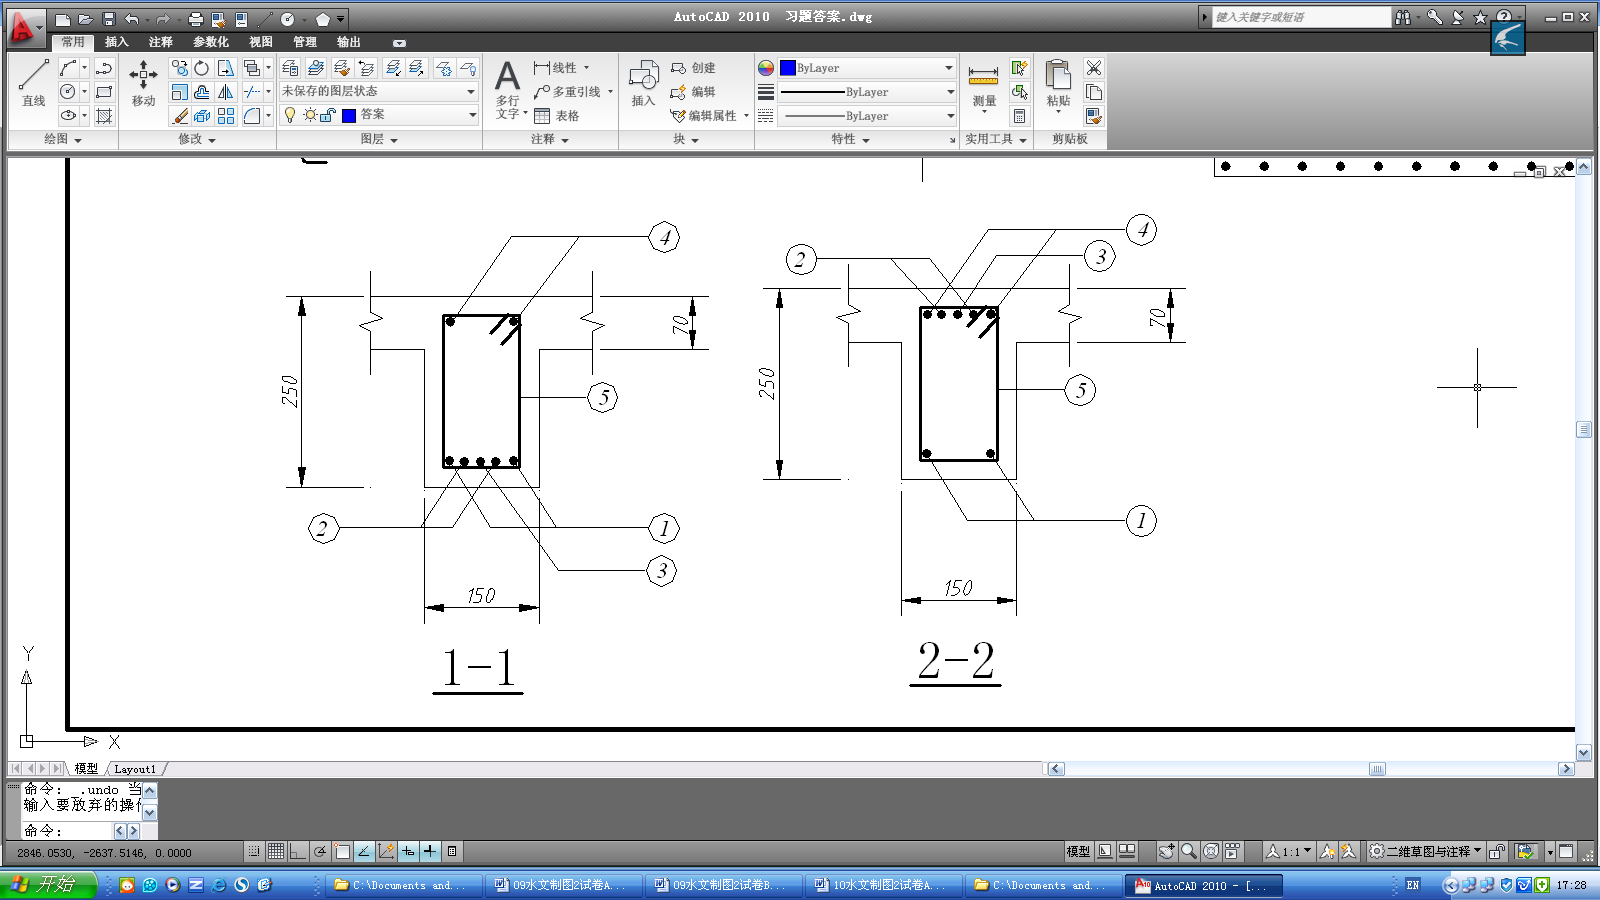 AutoCAD 2010 习题答案.dwg
键入关键字或短语
常用 插入 注释 参数化 视图 管理 输出
直线
移动
未保存的图层状态
答案
多行
文字
线性
多重引线
表格
插入
创建
编辑
编辑属性
ByLayer
ByLayer
ByLayer
测量
粘贴
绘图 修改 图层 注释 块 特性 实用工具 剪贴板
4
250
70
5
2
1
3
150
1-1
2
4
3
250
70
5
1
150
2-2
Y
X
模型 Layout1
命令: _.undo 当
输入要放弃的操作
命令:
2846.0530, -2637.5146, 0.0000
模型
1:1
二维草图与注释
开始
C:\Documents and...
09水文制图2试卷A...
09水文制图2试卷B...
10水文制图2试卷A...
C:\Documents and...
AutoCAD 2010 - [...
EN
17:28